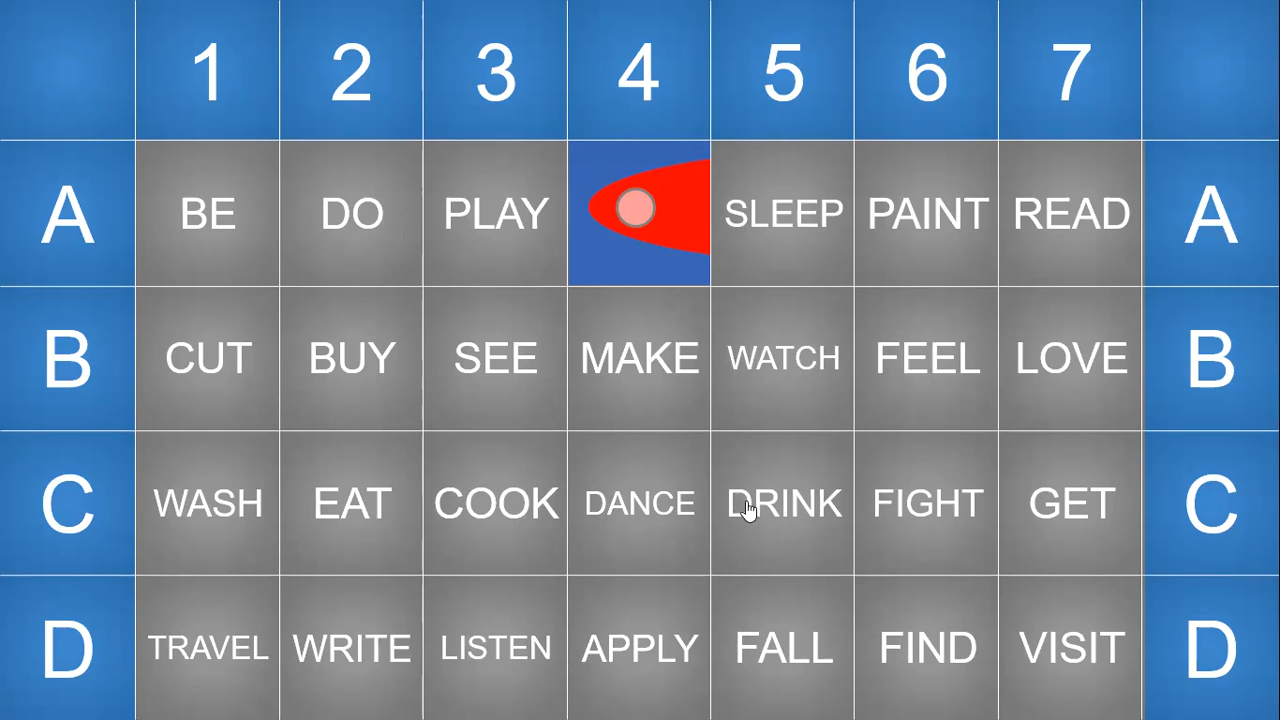 1 2 3 4 5 6 7
A BE DO PLAY SLEEP PAINT READ A
B CUT BUY SEE MAKE WATCH FEEL LOVE B
C WASH EAT COOK DANCE DRINK FIGHT GET C
D TRAVEL WRITE LISTEN APPLY FALL FIND VISIT D